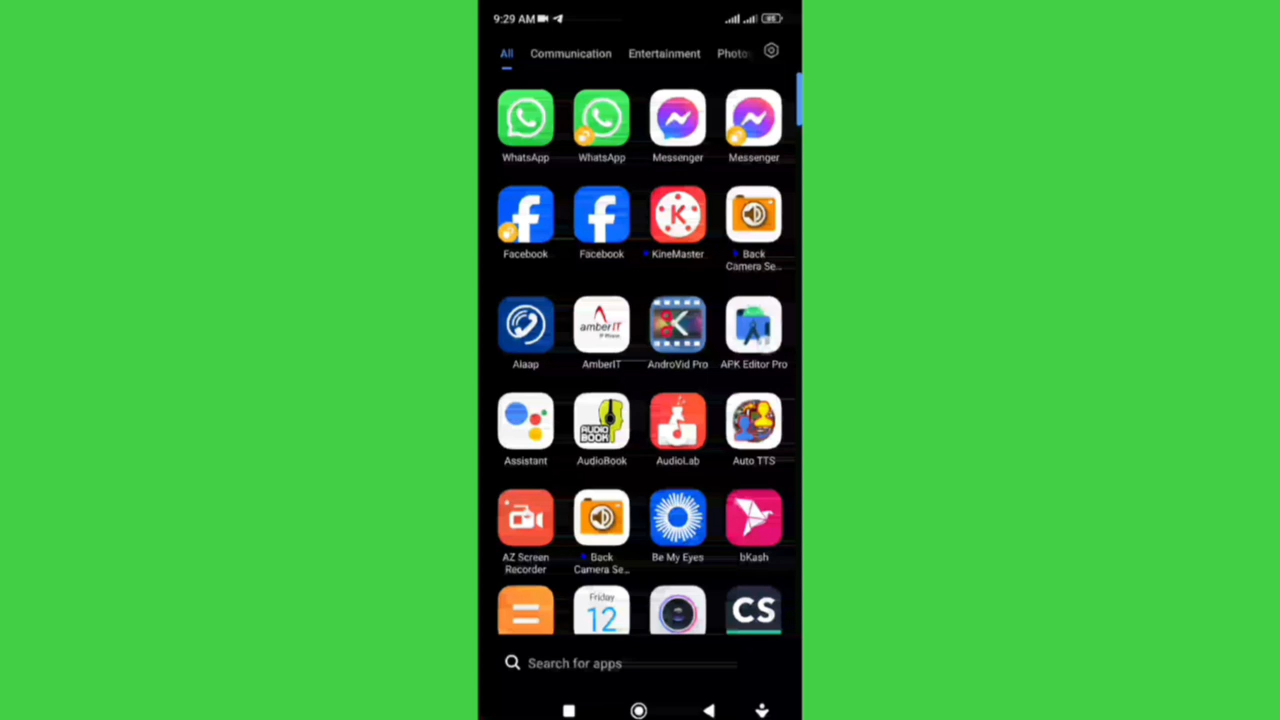 9:29 AM
All Communication Entertainment Photo
WhatsApp WhatsApp Messenger Messenger
Facebook Facebook KineMaster Back
Camera Se...
amberIT
IP Phone
Alaap AmberIT AndroVid Pro APK Editor Pro
AUDIO
BOOK
Assistant AudioBook AudioLab Auto TTS
AZ Screen Back Be My Eyes bKash
Recorder Camera Se...
Friday
12 CS
Search for apps